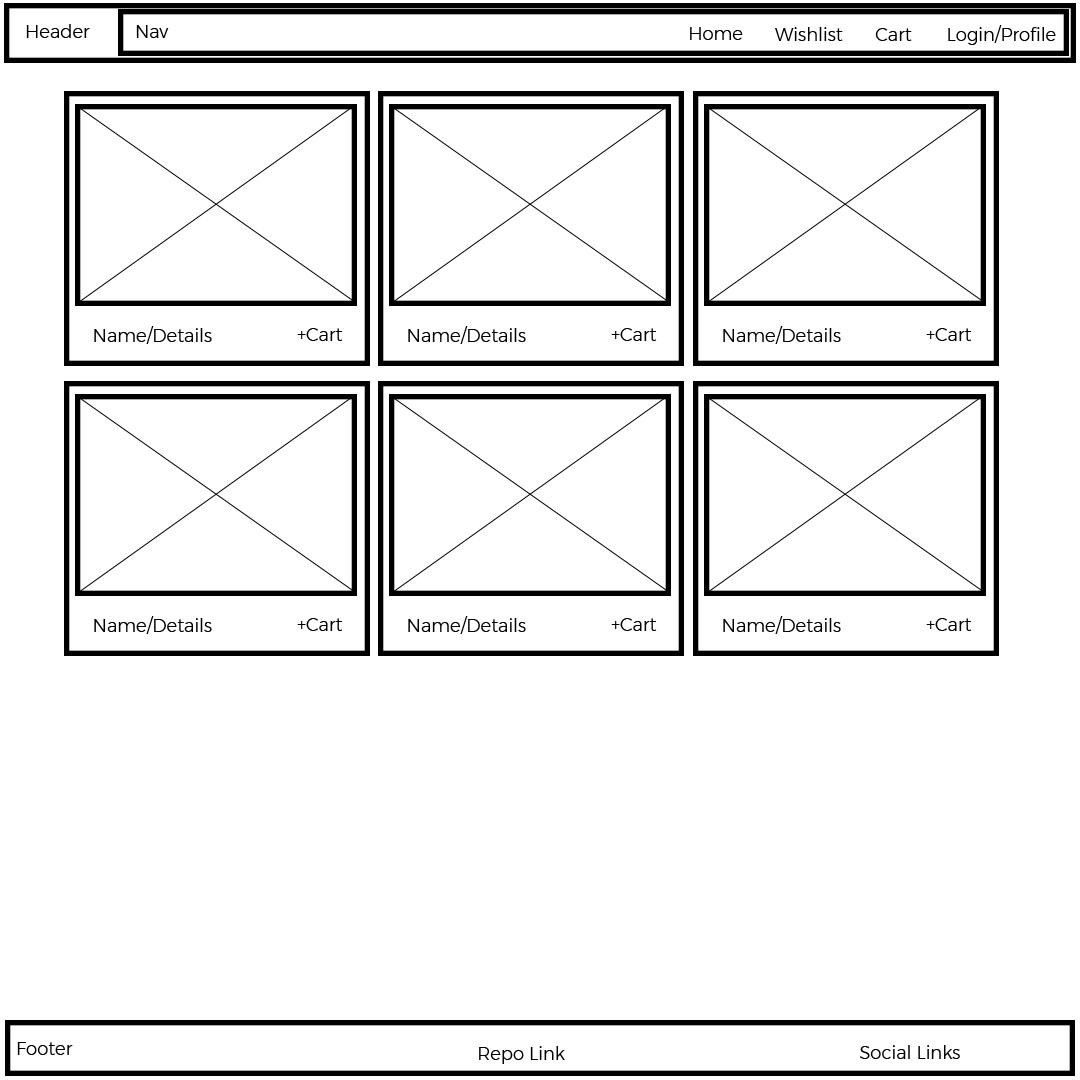 Header
Nav
Home Wishlist Cart Login/Profile
Name/Details +Cart
Name/Details +Cart
Name/Details +Cart
Name/Details +Cart
Name/Details +Cart
Name/Details +Cart
Footer
Repo Link
Social Links